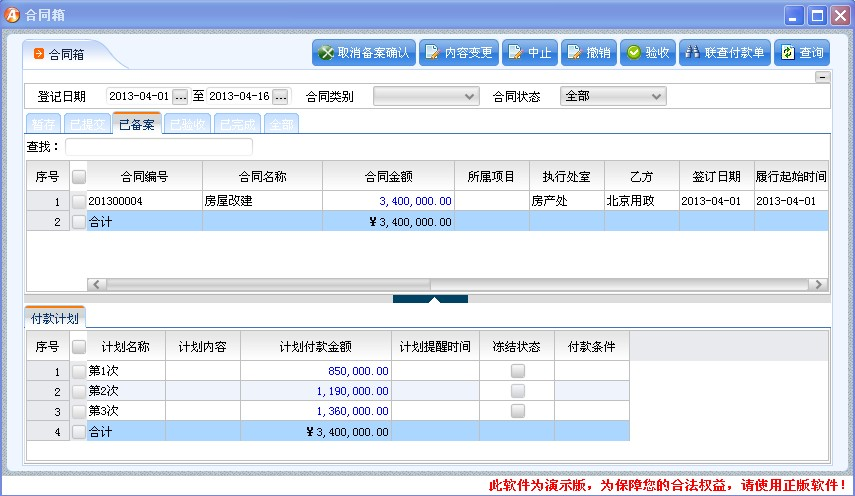 合同箱
合同箱 取消备案确认 内容变更 中止 撤销 验收 联查付款单 查询
登记日期 2013-04-01 ... 至 2013-04-16 ... 合同类别 合同状态 全部
暂存 已提交 已备案 已验收 已完成 全部
查找：
序号 合同编号 合同名称 合同金额 所属项目 执行处室 乙方 签订日期 履行起始时间
1 201300004 房屋改建 3,400,000.00 房产处 北京用政 2013-04-01 2013-04-01
2 合计 ¥3,400,000.00
付款计划
序号 计划名称 计划内容 计划付款金额 计划提醒时间 冻结状态 付款条件
1 第1次 850,000.00
2 第2次 1,190,000.00
3 第3次 1,360,000.00
4 合计 ¥3,400,000.00
此软件为演示版，为保障您的合法权益，请使用正版软件！